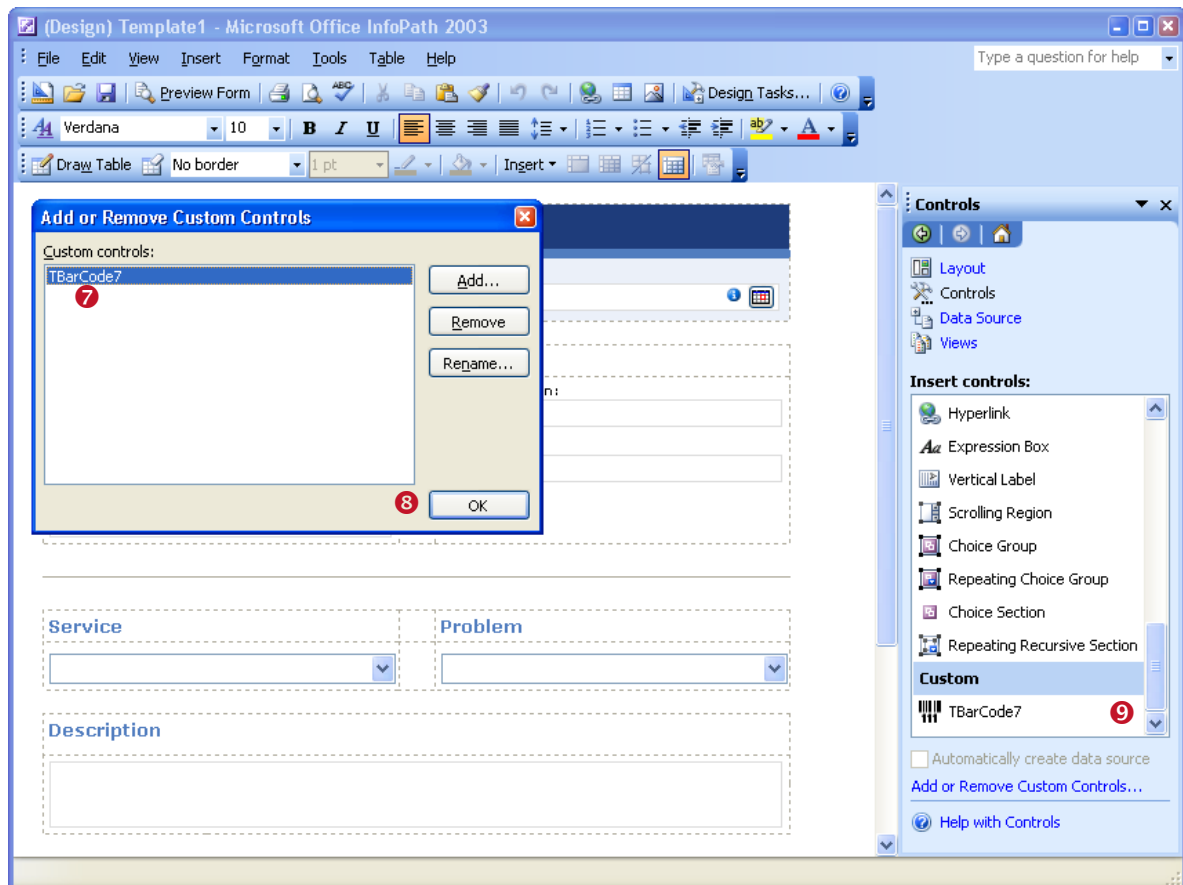 (Design) Template1 - Microsoft Office InfoPath 2003
File Edit View Insert Format Tools Table Help
Type a question for help
Preview Form ABC Design Tasks...
Verdana 10 B I U ab A
Draw Table No border 1 pt Insert
Add or Remove Custom Controls
Custom controls:
TBarCode7
7
Add...
Remove
Rename...
8
OK
n:
Service Problem
Description
Controls
Layout
Controls
Data Source
Views
Insert controls:
Hyperlink
Aa Expression Box
Vertical Label
Scrolling Region
Choice Group
Repeating Choice Group
Choice Section
Repeating Recursive Section
Custom
TBarCode7 9
Automatically create data source
Add or Remove Custom Controls...
Help with Controls